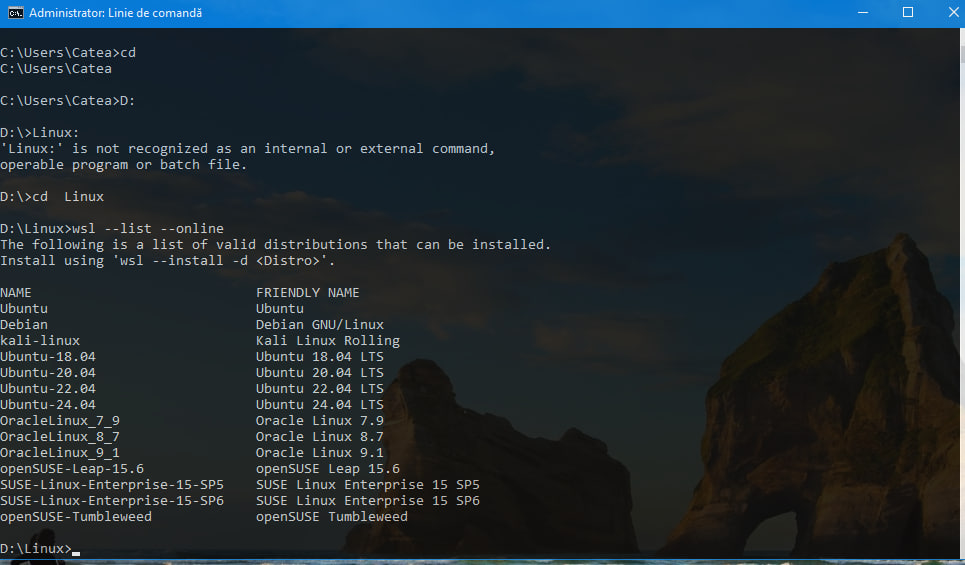 Administrator: Linie de comandă
C:\Users\Catea>cd
C:\Users\Catea
C:\Users\Catea>D:
D:\>Linux:
'Linux:' is not recognized as an internal or external command,
operable program or batch file.
D:\>cd  Linux
D:\Linux>wsl --list --online
The following is a list of valid distributions that can be installed.
Install using 'wsl --install -d <Distro>'.
NAME                            FRIENDLY NAME
Ubuntu                          Ubuntu
Debian                          Debian GNU/Linux
kali-linux                      Kali Linux Rolling
Ubuntu-18.04                    Ubuntu 18.04 LTS
Ubuntu-20.04                    Ubuntu 20.04 LTS
Ubuntu-22.04                    Ubuntu 22.04 LTS
Ubuntu-24.04                    Ubuntu 24.04 LTS
OracleLinux_7_9                 Oracle Linux 7.9
OracleLinux_8_7                 Oracle Linux 8.7
OracleLinux_9_1                 Oracle Linux 9.1
openSUSE-Leap-15.6              openSUSE Leap 15.6
SUSE-Linux-Enterprise-15-SP5    SUSE Linux Enterprise 15 SP5
SUSE-Linux-Enterprise-15-SP6    SUSE Linux Enterprise 15 SP6
openSUSE-Tumbleweed             openSUSE Tumbleweed
D:\Linux>